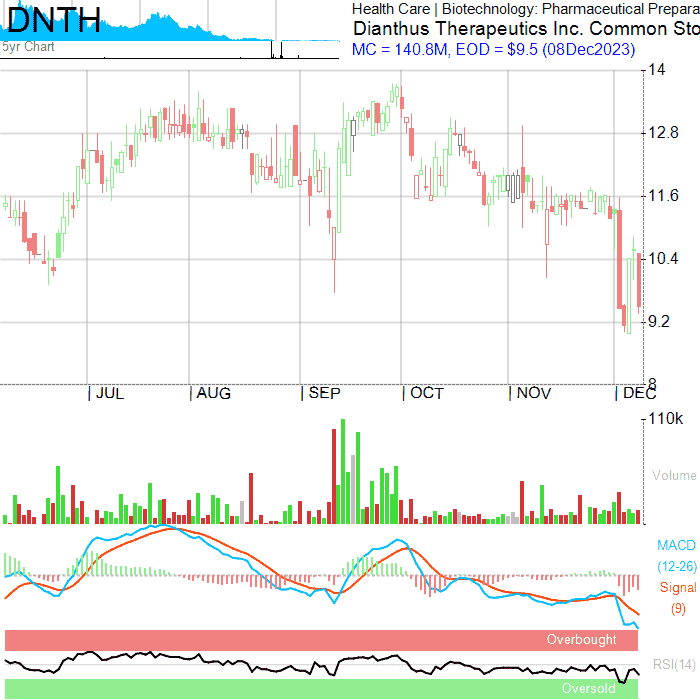 DNTH
5yr Chart
Health Care | Biotechnology: Pharmaceutical Prepara
Dianthus Therapeutics Inc. Common Sto
MC = 140.8M, EOD = $9.5 (08Dec2023)
14
12.8
11.6
10.4
9.2
8
| JUL | AUG | SEP | OCT | NOV | DEC
110k
Volume
MACD
(12-26)
Signal
(9)
Overbought
RSI(14)
Oversold